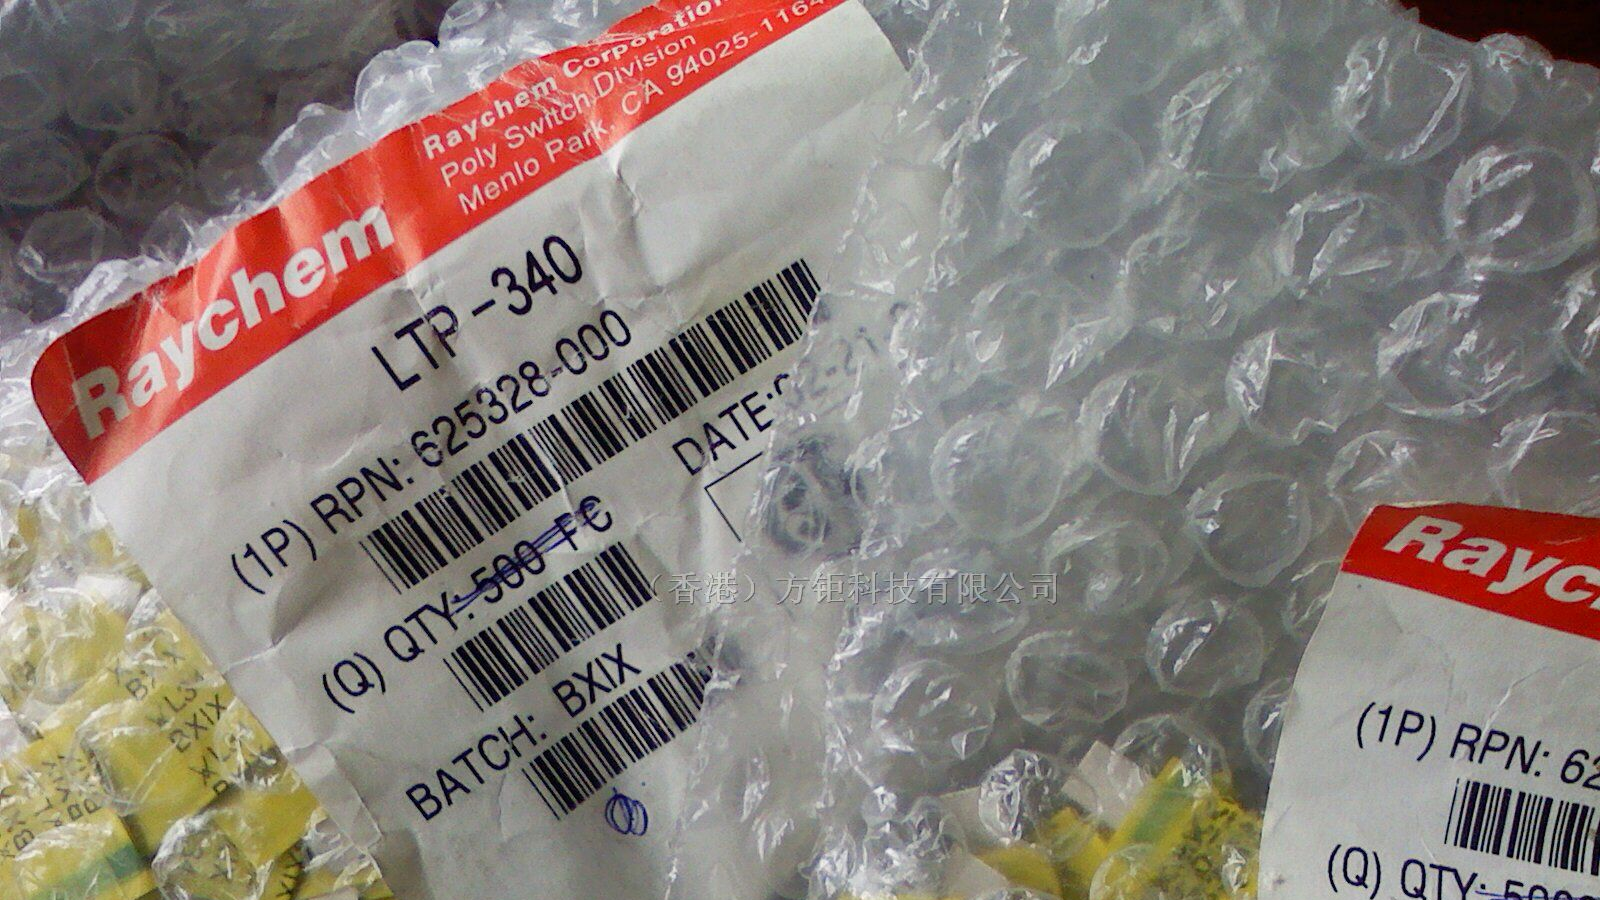 Raychem
Raychem Corporation
Poly Switch Division
Menlo Park, CA 94025-1164
LTP-340
(1P) RPN: 625328-000
DATE:
(Q) QTY: 500 PC
BATCH: BXIX
（香港）方钜科技有限公司
BXIX
Rayc
(1P) RPN: 62
(Q) QTY: 500